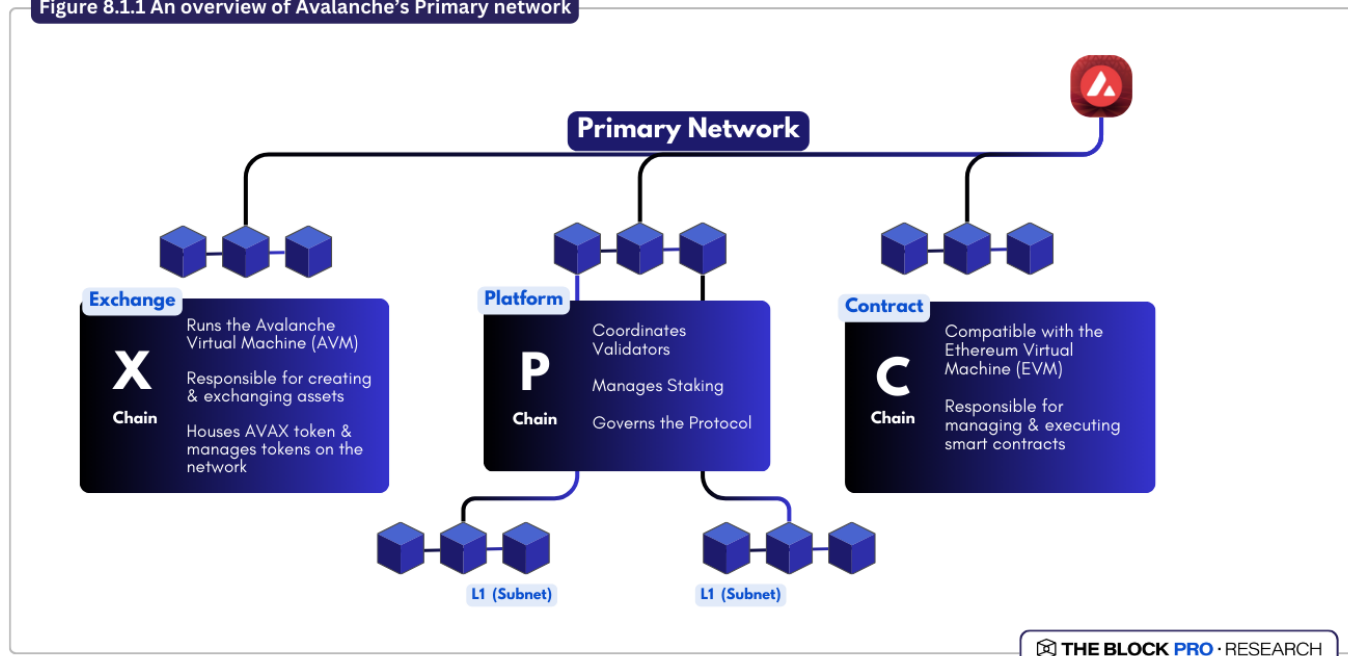 Figure 8.1.1 An overview of Avalanche's Primary network
Primary Network
Exchange
X
Chain
Runs the Avalanche
Virtual Machine (AVM)
Responsible for creating
& exchanging assets
Houses AVAX token &
manages tokens on the
network
Platform
P
Chain
Coordinates
Validators
Manages Staking
Governs the Protocol
Contract
C
Chain
Compatible with the
Ethereum Virtual
Machine (EVM)
Responsible for
managing & executing
smart contracts
L1 (Subnet)
L1 (Subnet)
THE BLOCK PRO · RESEARCH